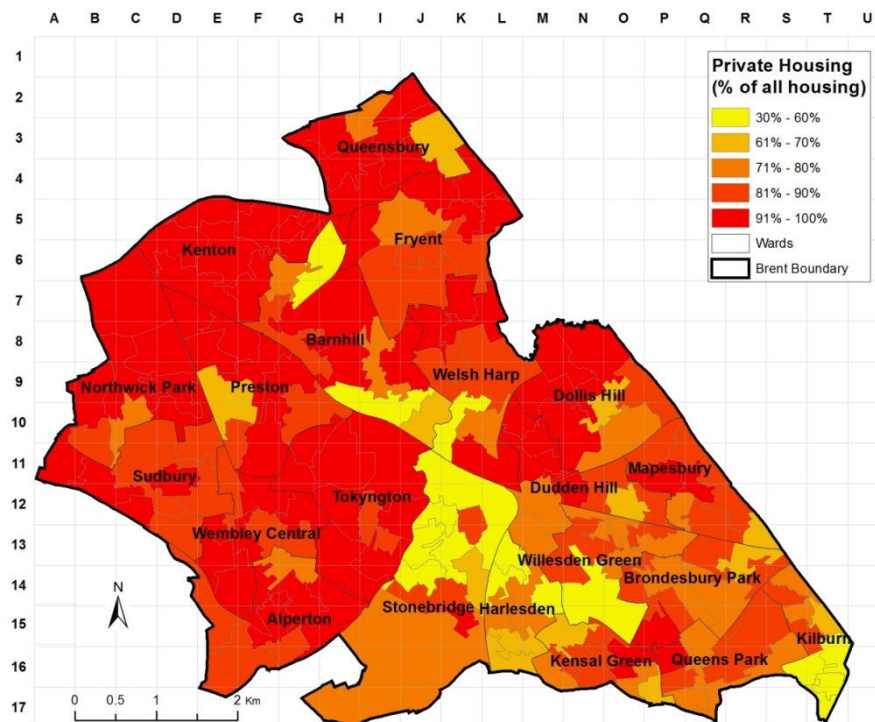 A B C D E F G H I J K L M N O P Q R S T U
1
2
3
4
5
6
7
8
9
10
11
12
13
14
15
16
17
Private Housing
(% of all housing)
30% - 60%
61% - 70%
71% - 80%
81% - 90%
91% - 100%
Wards
Brent Boundary
Queensbury
Kenton
Fryent
Barnhill
Welsh Harp
Northwick Park
Preston
Dollis Hill
Sudbury
Mapesbury
Tokyngton
Dudden Hill
Wembley Central
Willesden Green
Brondesbury Park
Stonebridge
Harlesden
Alperton
Kilburn
Kensal Green
Queens Park
N
0 0.5 1 2 Km